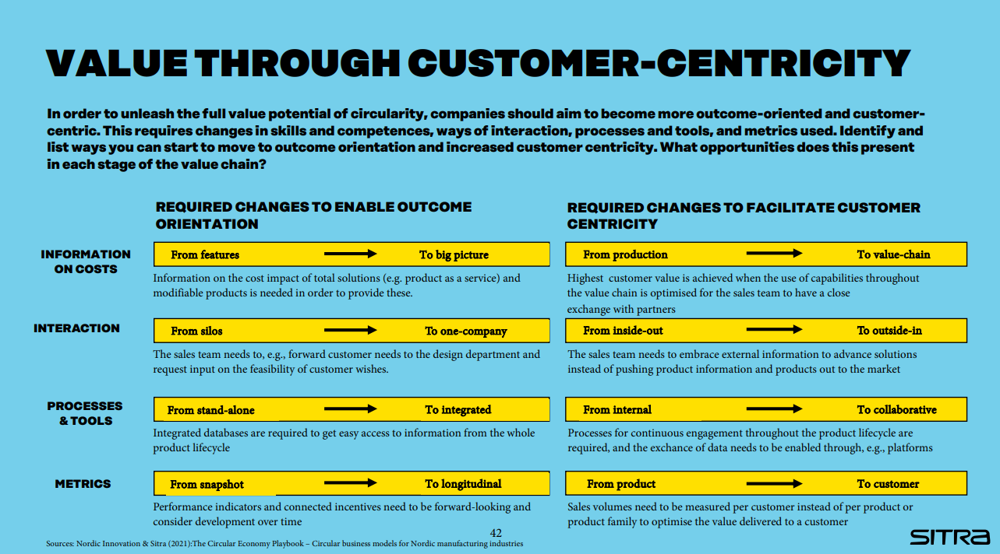 VALUE THROUGH CUSTOMER-CENTRICITY
In order to unleash the full value potential of circularity, companies should aim to become more outcome-oriented and customer-
centric. This requires changes in skills and competences, ways of interaction, processes and tools, and metrics used. Identify and
list ways you can start to move to outcome orientation and increased customer centricity. What opportunities does this present
in each stage of the value chain?
REQUIRED CHANGES TO ENABLE OUTCOME
ORIENTATION
REQUIRED CHANGES TO FACILITATE CUSTOMER
CENTRICITY
INFORMATION
ON COSTS
From features
To big picture
Information on the cost impact of total solutions (e.g. product as a service) and
modifiable products is needed in order to provide these.
From production
To value-chain
Highest customer value is achieved when the use of capabilities throughout
the value chain is optimised for the sales team to have a close
exchange with partners
INTERACTION
From silos
To one-company
The sales team needs to, e.g., forward customer needs to the design department and
request input on the feasibility of customer wishes.
From inside-out
To outside-in
The sales team needs to embrace external information to advance solutions
instead of pushing product information and products out to the market
PROCESSES
& TOOLS
From stand-alone
To integrated
Integrated databases are required to get easy access to information from the whole
product lifecycle
From internal
To collaborative
Processes for continuous engagement throughout the product lifecycle are
required, and the exchance of data needs to be enabled through, e.g., platforms
METRICS
From snapshot
To longitudinal
Performance indicators and connected incentives need to be forward-looking and
consider development over time
From product
To customer
Sales volumes need to be measured per customer instead of per product or
product family to optimise the value delivered to a customer
42
Sources: Nordic Innovation & Sitra (2021):The Circular Economy Playbook – Circular business models for Nordic manufacturing industries
SITRA